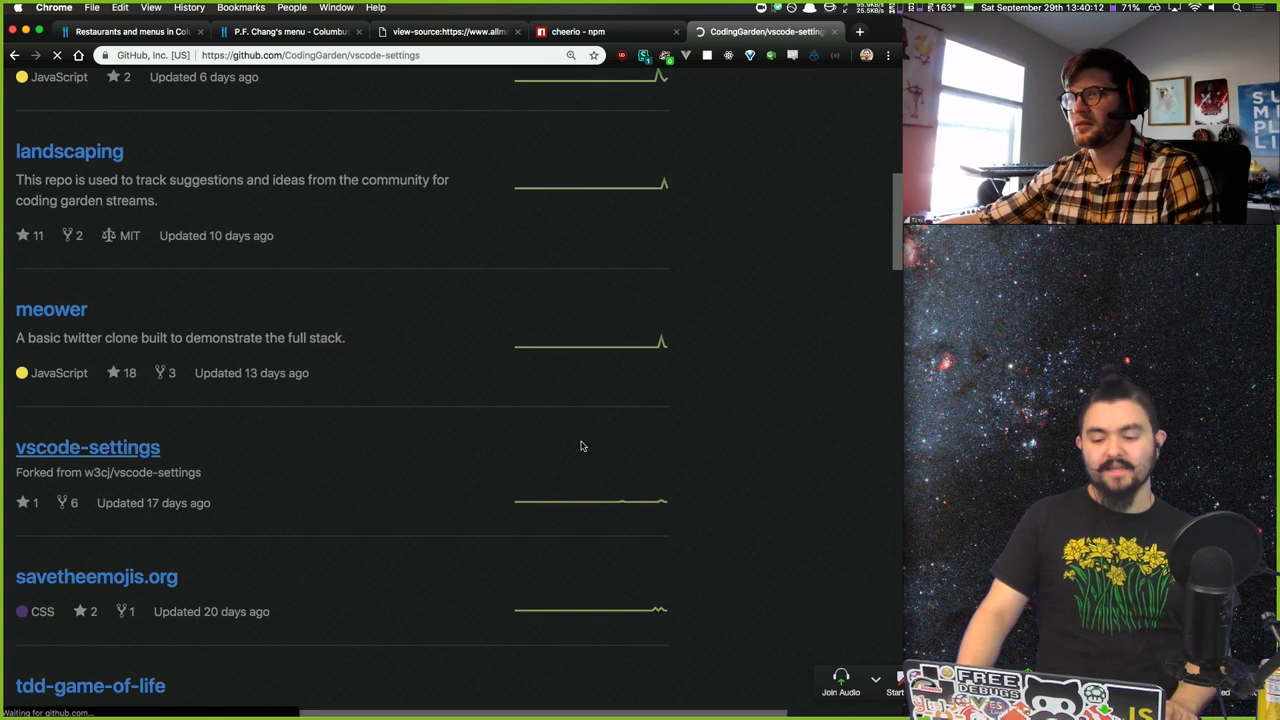 Chrome File Edit View History Bookmarks People Window Help
163° Sat September 29th 13:40:12 71%
Restaurants and menus in Col
P.F. Chang's menu - Columbus
view-source:https://www.allm
cheerio - npm
CodingGarden/vscode-settings
GitHub, Inc. [US] https://github.com/CodingGarden/vscode-settings
JavaScript 2 Updated 6 days ago
landscaping
This repo is used to track suggestions and ideas from the community for
coding garden streams.
11 2 MIT Updated 10 days ago
meower
A basic twitter clone built to demonstrate the full stack.
JavaScript 18 3 Updated 13 days ago
vscode-settings
Forked from w3cj/vscode-settings
1 6 Updated 17 days ago
savetheemojis.org
CSS 2 1 Updated 20 days ago
tdd-game-of-life
Join Audio
Start
Waiting for github.com...
FREE
DEBUGS
JS